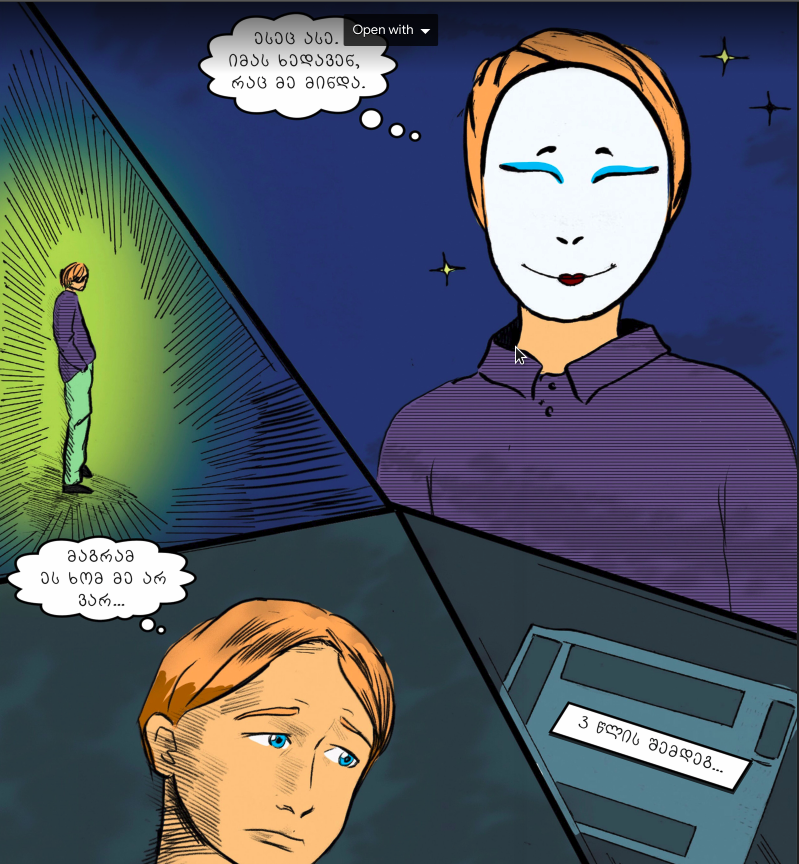 Open with
ესეც ასე.
იმას ხედავენ,
რაც მე მინდა.
მაგრამ
ეს ხომ მე არ
ვარ...
3 წლის შემდეგ...